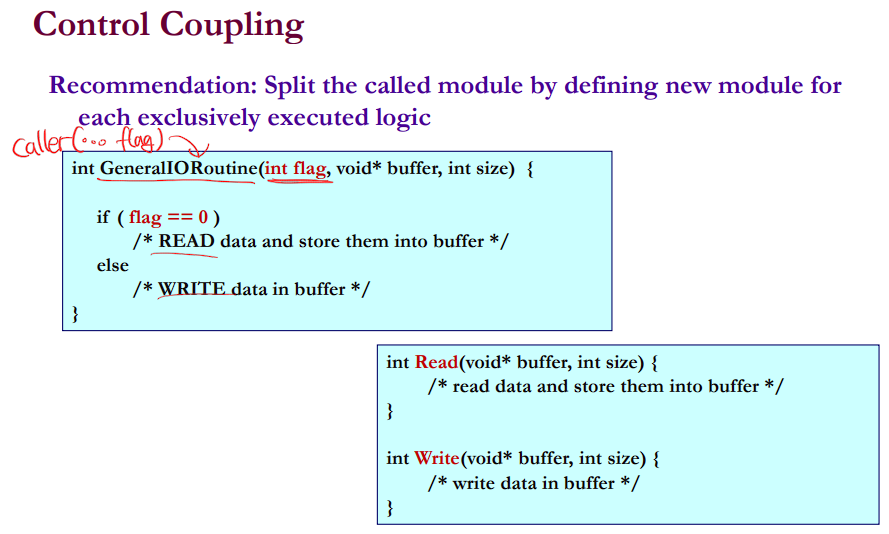 Control Coupling
Recommendation: Split the called module by defining new module for
each exclusively executed logic
caller(... flag)
int GeneralIORoutine(int flag, void* buffer, int size) {
if ( flag == 0 )
/* READ data and store them into buffer */
else
/* WRITE data in buffer */
}
int Read(void* buffer, int size) {
/* read data and store them into buffer */
}
int Write(void* buffer, int size) {
/* write data in buffer */
}